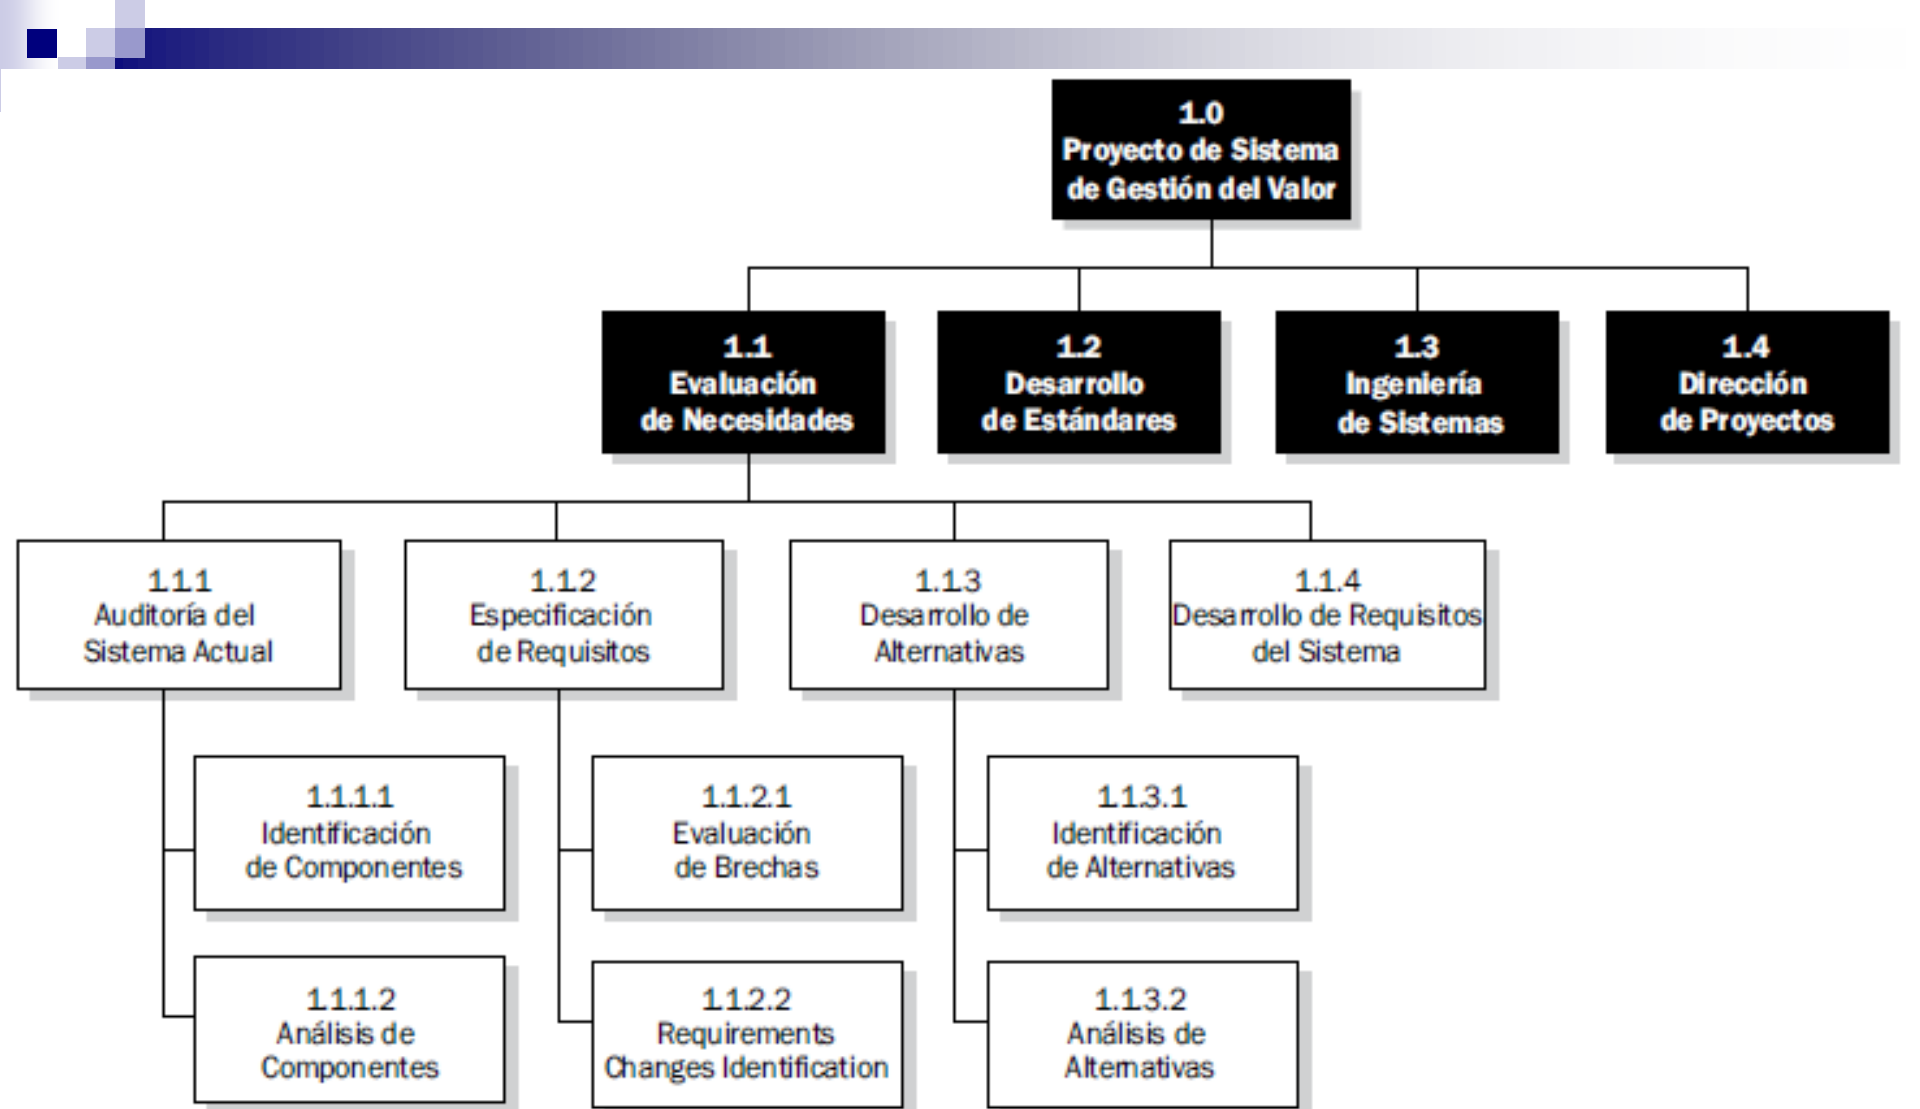 1.0
Proyecto de Sistema
de Gestión del Valor
1.1
Evaluación
de Necesidades
1.2
Desarrollo
de Estándares
1.3
Ingeniería
de Sistemas
1.4
Dirección
de Proyectos
1.1.1
Auditoría del
Sistema Actual
1.1.2
Especificación
de Requisitos
1.1.3
Desarrollo de
Alternativas
1.1.4
Desarrollo de Requisitos
del Sistema
1.1.1.1
Identificación
de Componentes
1.1.2.1
Evaluación
de Brechas
1.1.3.1
Identificación
de Alternativas
1.1.1.2
Análisis de
Componentes
1.1.2.2
Requirements
Changes Identification
1.1.3.2
Análisis de
Alternativas